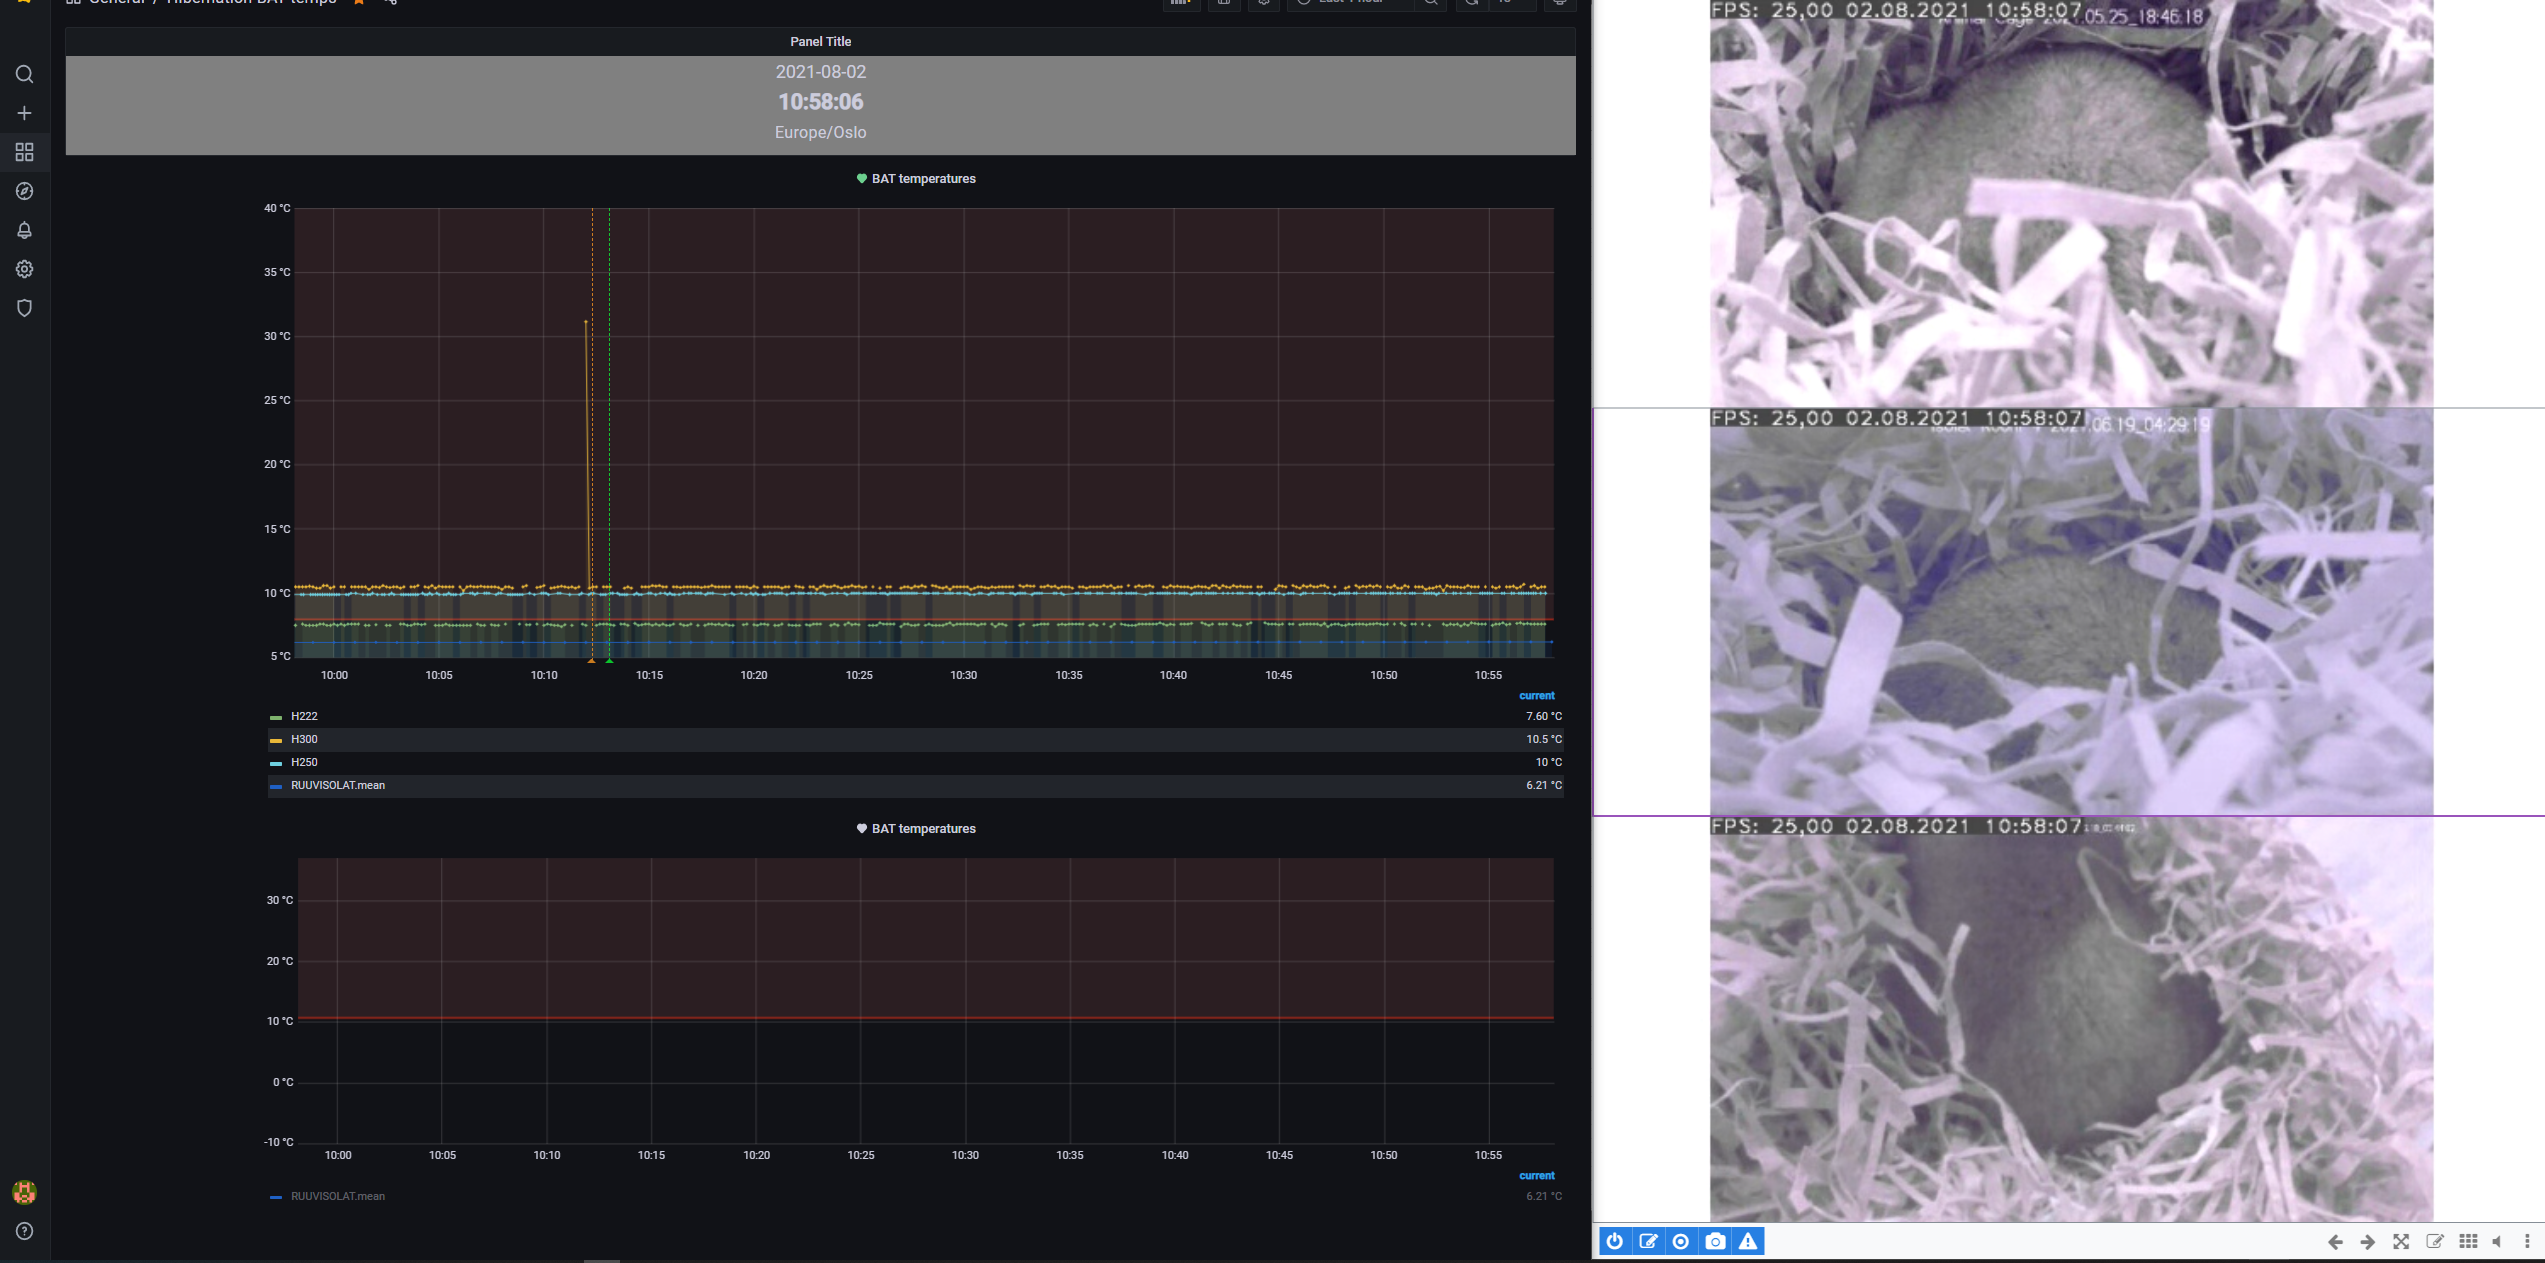 General / Hibernation BAT temps
Last 1 hour
Panel Title
2021-08-02
10:58:06
Europe/Oslo
BAT temperatures
40 °C
35 °C
30 °C
25 °C
20 °C
15 °C
10 °C
5 °C
10:00 10:05 10:10 10:15 10:20 10:25 10:30 10:35 10:40 10:45 10:50 10:55
current
H222 7.60 °C
H300 10.5 °C
H250 10 °C
RUUVISOLAT.mean 6.21 °C
BAT temperatures
30 °C
20 °C
10 °C
0 °C
-10 °C
10:00 10:05 10:10 10:15 10:20 10:25 10:30 10:35 10:40 10:45 10:50 10:55
current
RUUVISOLAT.mean 6.21 °C
FPS: 25,00 02.08.2021 10:58:07
.05.25_18:46:18
FPS: 25,00 02.08.2021 10:58:07
.06.19_04:29:19
FPS: 25,00 02.08.2021 10:58:07